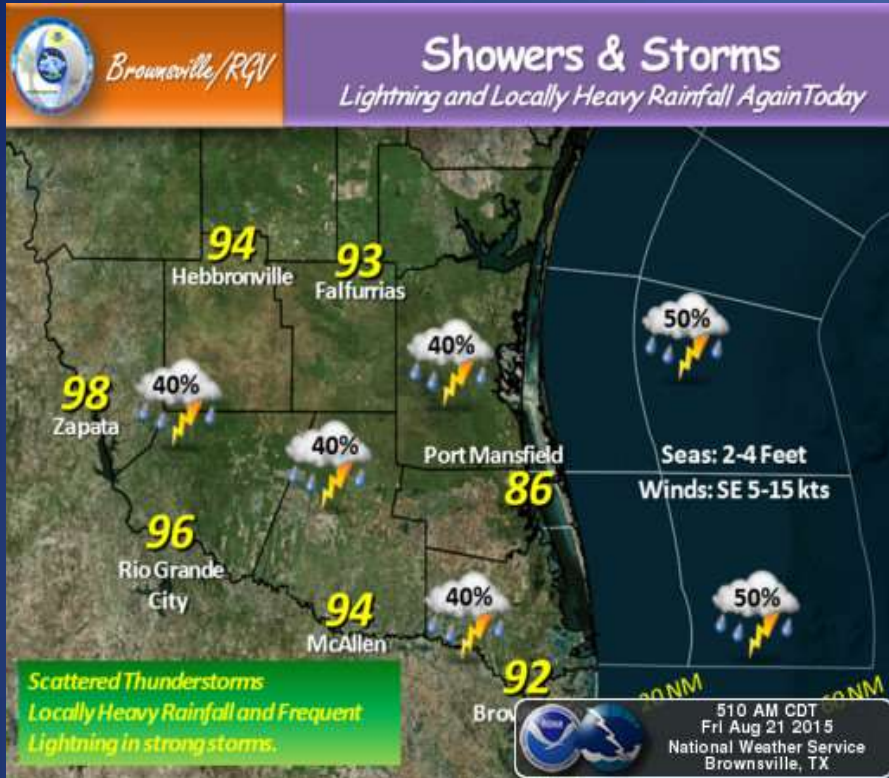 Brownsville/RGV
Showers & Storms
Lightning and Locally Heavy Rainfall AgainToday
94
Hebbronville
93
Falfurrias
50%
40%
98
Zapata
40%
40%
Port Mansfield
86
Seas: 2-4 Feet
Winds: SE 5-15 kts
96
Rio Grande
City
94
McAllen
40%
50%
92
Scattered Thunderstorms
Locally Heavy Rainfall and Frequent
Lightning in strong storms.
NM
NM
510 AM CDT
Fri Aug 21 2015
National Weather Service
Brownsville, TX